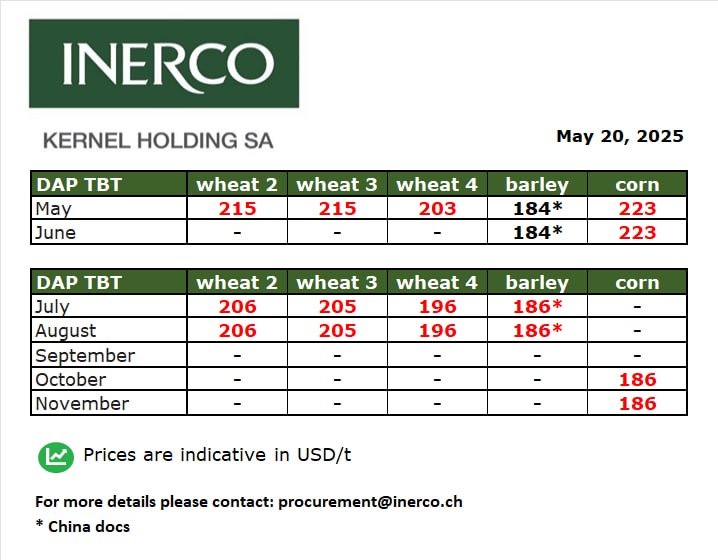 INERCO
KERNEL HOLDING SA
May 20, 2025
DAP TBT wheat 2 wheat 3 wheat 4 barley corn
May 215 215 203 184* 223
June - - - 184* 223
DAP TBT wheat 2 wheat 3 wheat 4 barley corn
July 206 205 196 186* -
August 206 205 196 186* -
September - - - - -
October - - - - 186
November - - - - 186
Prices are indicative in USD/t
For more details please contact: procurement@inerco.ch
* China docs